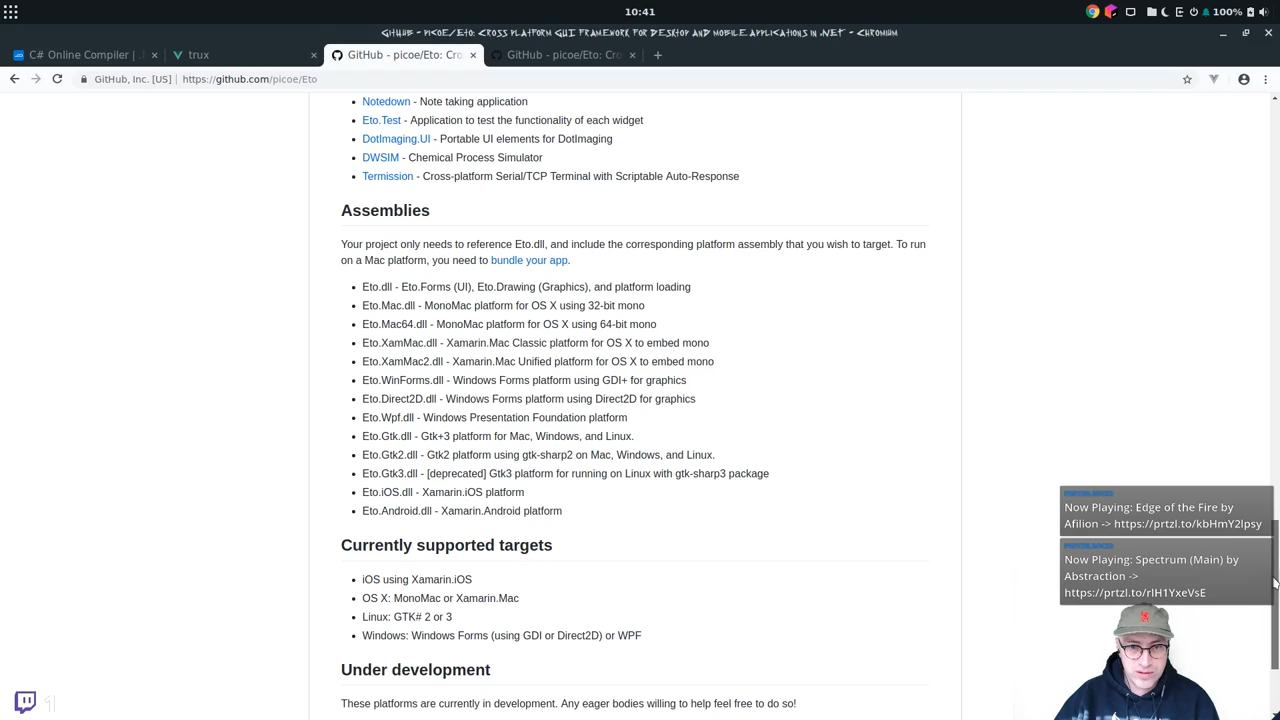 10:41
100%
GitHub - picoe/Eto: Cross platform GUI framework for desktop and mobile applications in .NET - Chromium
C# Online Compiler | .
trux
GitHub - picoe/Eto: Cro
GitHub - picoe/Eto: Cro
GitHub, Inc. [US] https://github.com/picoe/Eto
Notedown - Note taking application
Eto.Test - Application to test the functionality of each widget
DotImaging.UI - Portable UI elements for DotImaging
DWSIM - Chemical Process Simulator
Termission - Cross-platform Serial/TCP Terminal with Scriptable Auto-Response
Assemblies
Your project only needs to reference Eto.dll, and include the corresponding platform assembly that you wish to target. To run
on a Mac platform, you need to bundle your app.
Eto.dll - Eto.Forms (UI), Eto.Drawing (Graphics), and platform loading
Eto.Mac.dll - MonoMac platform for OS X using 32-bit mono
Eto.Mac64.dll - MonoMac platform for OS X using 64-bit mono
Eto.XamMac.dll - Xamarin.Mac Classic platform for OS X to embed mono
Eto.XamMac2.dll - Xamarin.Mac Unified platform for OS X to embed mono
Eto.WinForms.dll - Windows Forms platform using GDI+ for graphics
Eto.Direct2D.dll - Windows Forms platform using Direct2D for graphics
Eto.Wpf.dll - Windows Presentation Foundation platform
Eto.Gtk.dll - Gtk+3 platform for Mac, Windows, and Linux.
Eto.Gtk2.dll - Gtk2 platform using gtk-sharp2 on Mac, Windows, and Linux.
Eto.Gtk3.dll - [deprecated] Gtk3 platform for running on Linux with gtk-sharp3 package
Eto.iOS.dll - Xamarin.iOS platform
Eto.Android.dll - Xamarin.Android platform
Currently supported targets
iOS using Xamarin.iOS
OS X: MonoMac or Xamarin.Mac
Linux: GTK# 2 or 3
Windows: Windows Forms (using GDI or Direct2D) or WPF
Under development
These platforms are currently in development. Any eager bodies willing to help feel free to do so!
Now Playing: Edge of the Fire by
Afilion -> https://prtzl.to/kbHmY2lpsy
Now Playing: Spectrum (Main) by
Abstraction ->
https://prtzl.to/rlH1YxeVsE
1